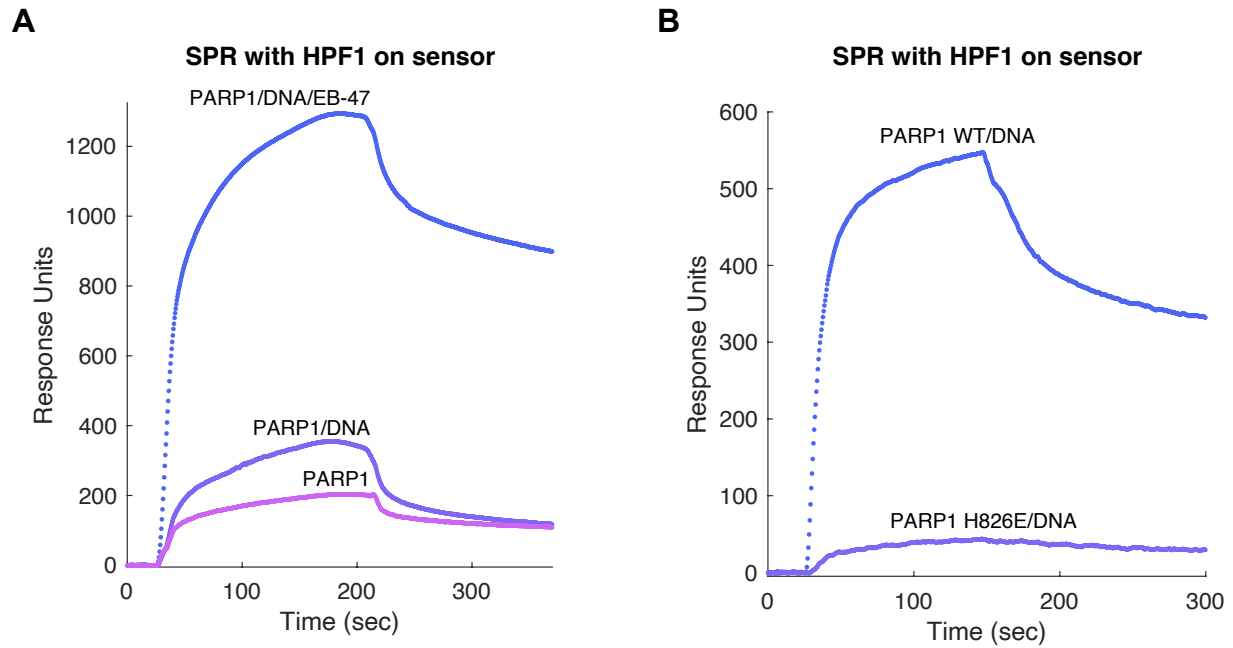 A
SPR with HPF1 on sensor
PARP1/DNA/EB-47
1200
1000
800
600
400
200
0
Response Units
PARP1/DNA
PARP1
0
100
200
300
Time (sec)
B
SPR with HPF1 on sensor
600
500
400
300
200
100
0
Response Units
PARP1 WT/DNA
PARP1 H826E/DNA
0
100
200
300
Time (sec)